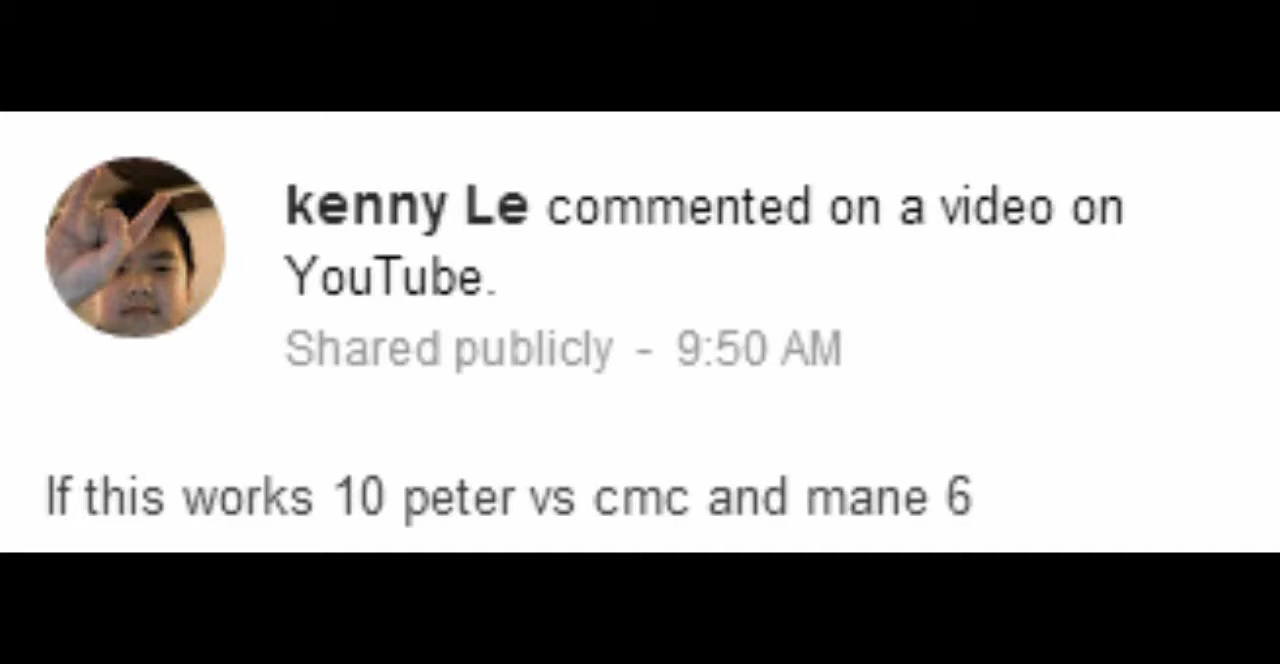 kenny Le commented on a video on
YouTube.
Shared publicly - 9:50 AM
If this works 10 peter vs cmc and mane 6